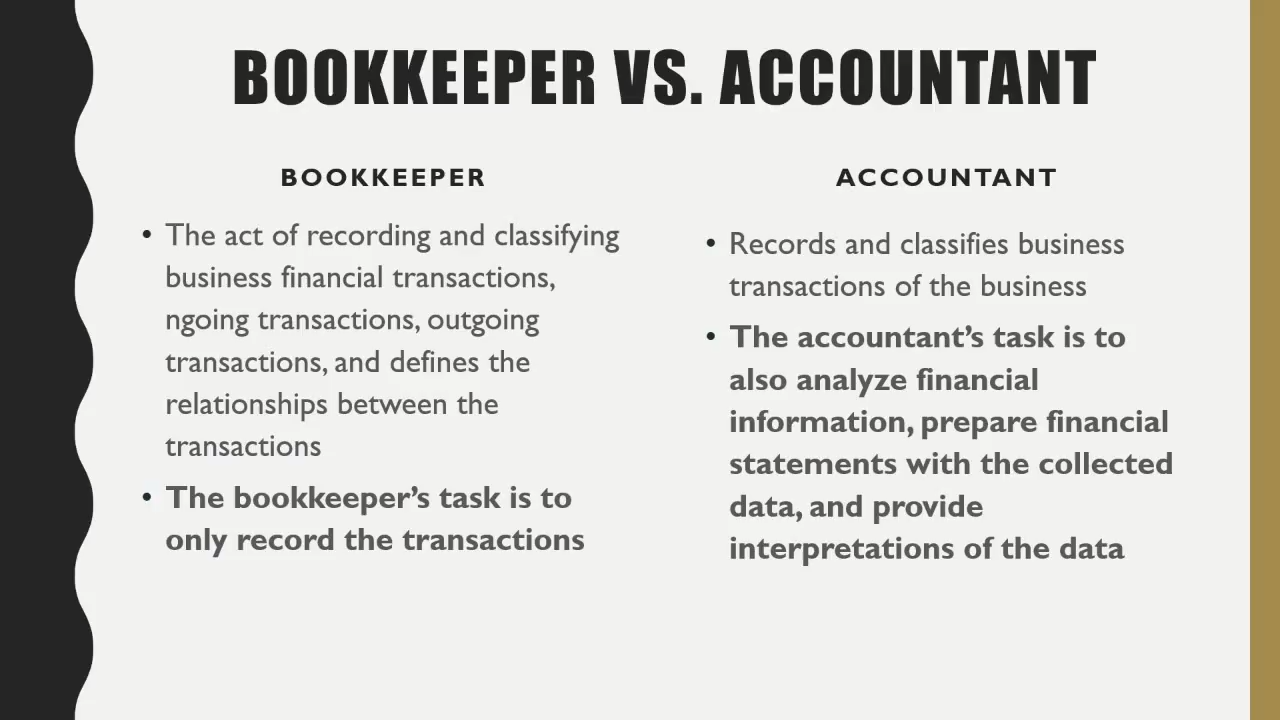 BOOKKEEPER VS. ACCOUNTANT
BOOKKEEPER
• The act of recording and classifying
business financial transactions,
ngoing transactions, outgoing
transactions, and defines the
relationships between the
transactions
• The bookkeeper’s task is to
only record the transactions
ACCOUNTANT
• Records and classifies business
transactions of the business
• The accountant’s task is to
also analyze financial
information, prepare financial
statements with the collected
data, and provide
interpretations of the data